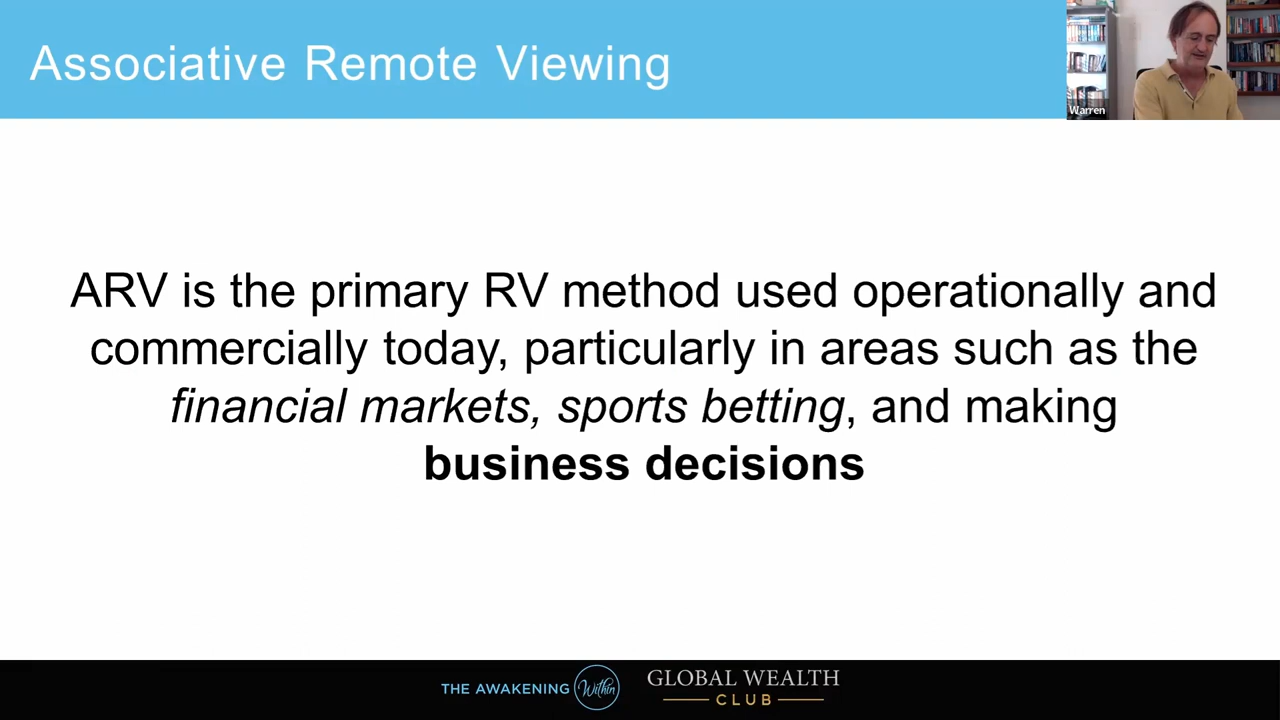 Associative Remote Viewing
Warren
ARV is the primary RV method used operationally and
commercially today, particularly in areas such as the
financial markets, sports betting, and making
business decisions
THE AWAKENING Within
GLOBAL WEALTH
CLUB